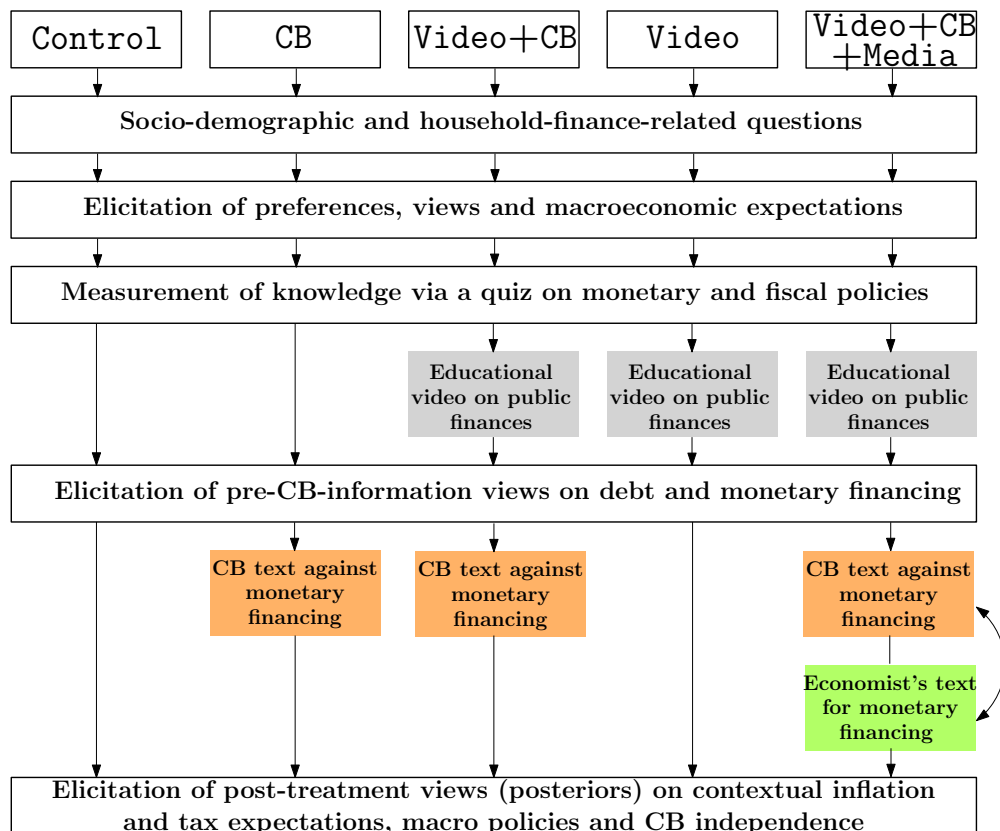 Control
CB
Video+CB
Video
Video+CB
+Media
Socio-demographic and household-finance-related questions
Elicitation of preferences, views and macroeconomic expectations
Measurement of knowledge via a quiz on monetary and fiscal policies
Educational
video on public
finances
Educational
video on public
finances
Educational
video on public
finances
Elicitation of pre-CB-information views on debt and monetary financing
CB text against
monetary
financing
CB text against
monetary
financing
CB text against
monetary
financing
Economist's text
for monetary
financing
Elicitation of post-treatment views (posteriors) on contextual inflation
and tax expectations, macro policies and CB independence